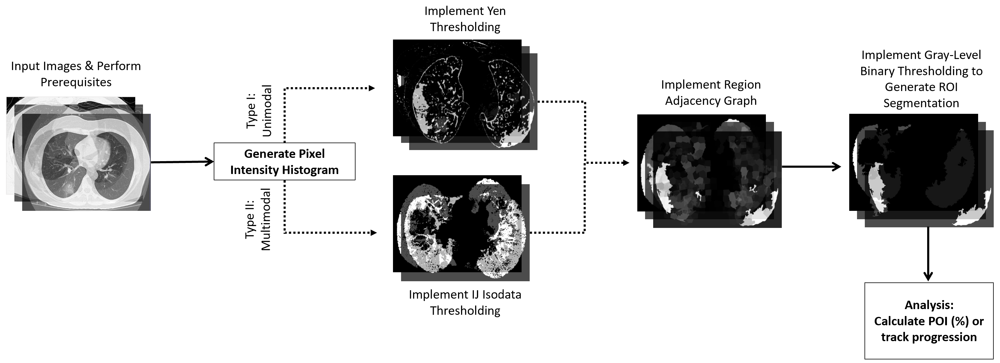 Input Images & Perform
Prerequisites
Type I:
Unimodal
Generate Pixel
Intensity Histogram
Type II:
Multimodal
Implement Yen
Thresholding
Implement IJ Isodata
Thresholding
Implement Region
Adjacency Graph
Implement Gray-Level
Binary Thresholding to
Generate ROI
Segmentation
Analysis:
Calculate POI (%) or
track progression